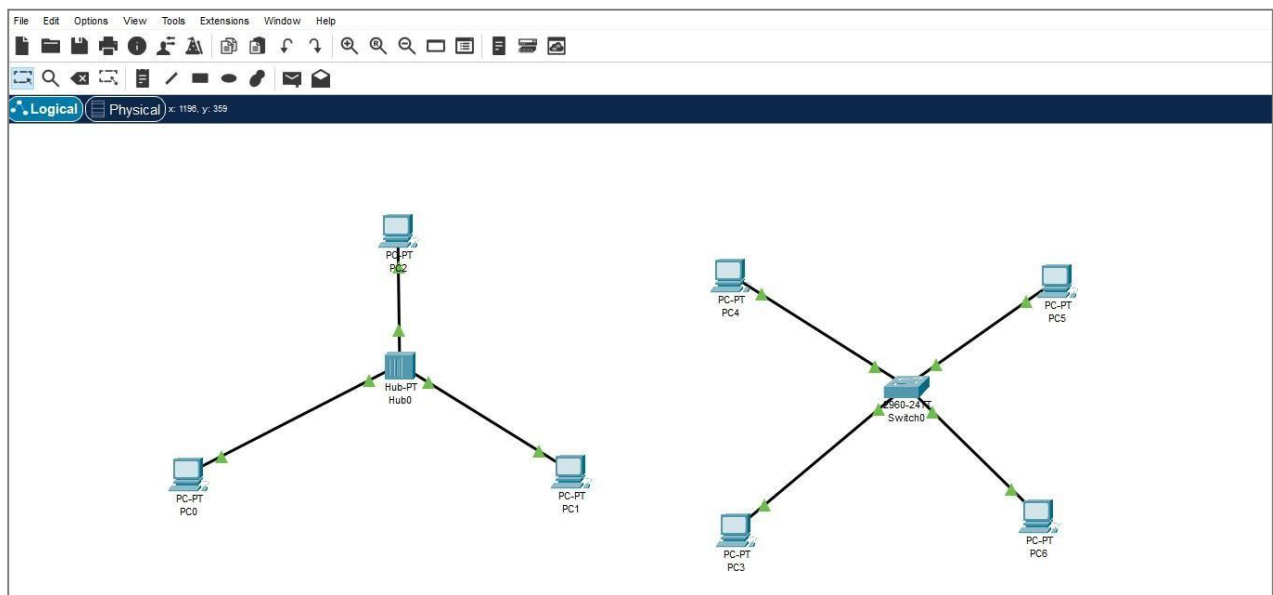 File Edit Options View Tools Extensions Window Help
Logical Physical x: 1196, y: 359
PC-PT
PC2
PC-PT
PC4
PC-PT
PC5
Hub-PT
Hub0
2960-24TT
Switch0
PC-PT
PC0
PC-PT
PC1
PC-PT
PC3
PC-PT
PC6